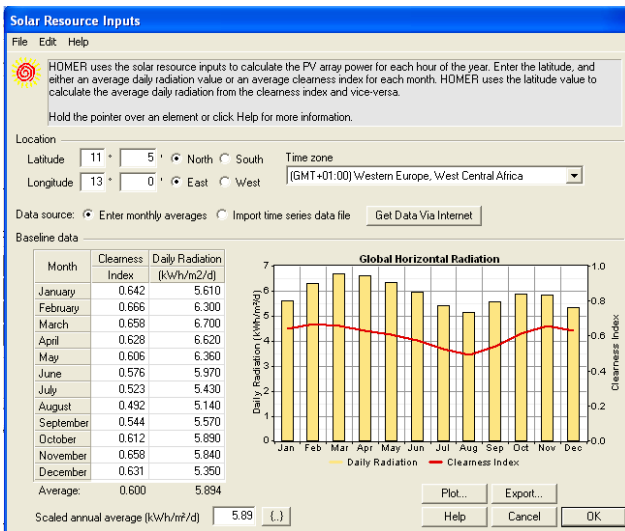 Solar Resource Inputs
File Edit Help
HOMER uses the solar resource inputs to calculate the PV array power for each hour of the year. Enter the latitude, and
either an average daily radiation value or an average clearness index for each month. HOMER uses the latitude value to
calculate the average daily radiation from the clearness index and vice-versa.
Hold the pointer over an element or click Help for more information.
Location
Latitude 11 ° 5 ' North South Time zone
Longitude 13 ° 0 ' East West (GMT+01:00) Western Europe, West Central Africa
Data source: Enter monthly averages Import time series data file Get Data Via Internet
Baseline data
Month Clearness Index Daily Radiation (kWh/m2/d)
January 0.642 5.610
February 0.666 6.300
March 0.658 6.700
April 0.628 6.620
May 0.606 6.360
June 0.576 5.970
July 0.523 5.430
August 0.492 5.140
September 0.544 5.570
October 0.612 5.890
November 0.658 5.840
December 0.631 5.350
Average: 0.600 5.894
Scaled annual average (kWh/m²/d) 5.89 {..}
Global Horizontal Radiation
Daily Radiation (kWh/m²/d)
7
6
5
4
3
2
1
0
Clearness Index
1.0
0.8
0.6
0.4
0.2
0.0
Jan Feb Mar Apr May Jun Jul Aug Sep Oct Nov Dec
Daily Radiation Clearness Index
Plot... Export...
Help Cancel OK